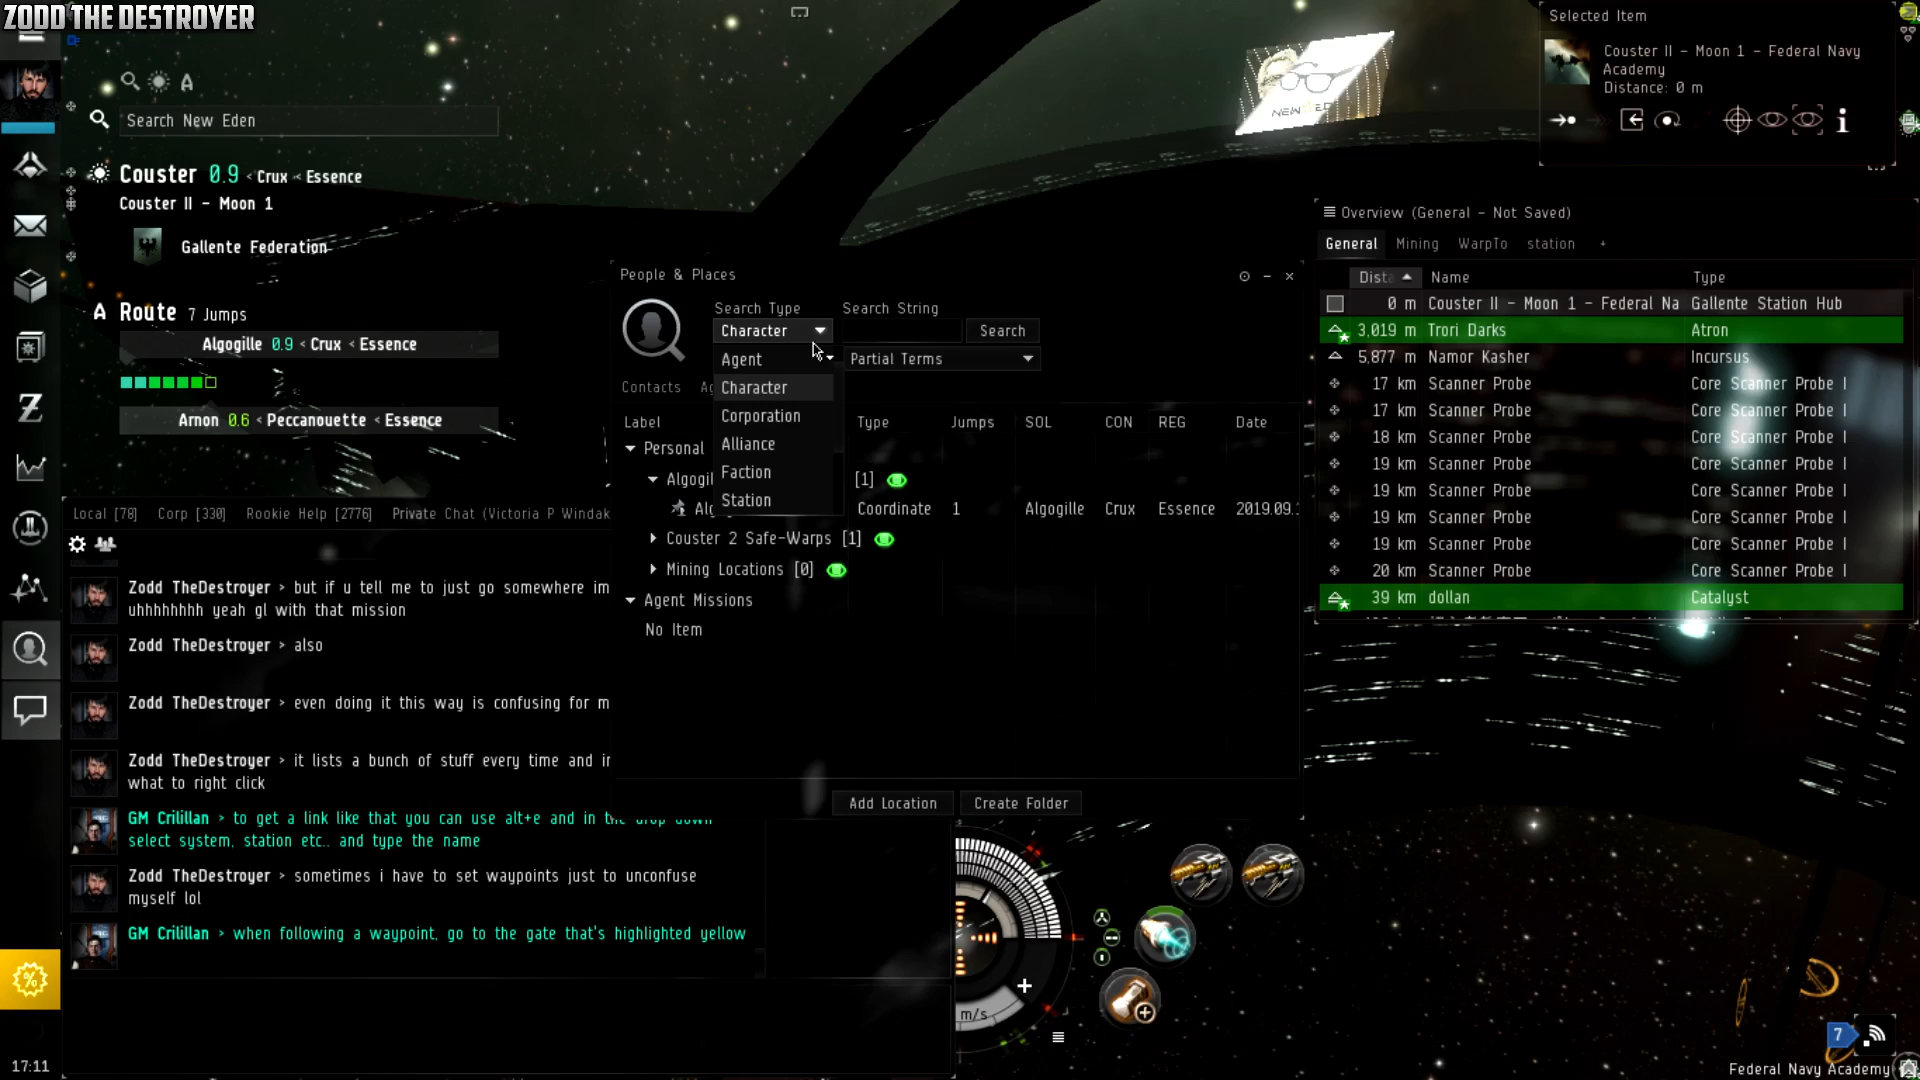 ZODD THE DESTROYER
Search New Eden
Couster 0.9 < Crux < Essence
Couster II - Moon 1
Gallente Federation
Route 7 Jumps
Algogille 0.9 < Crux < Essence
Arnon 0.6 < Peccanouette < Essence
Local [78] Corp [330] Rookie Help [2776] Private Chat (Victoria P Windak
Zodd TheDestroyer > but if u tell me to just go somewhere im
uhhhhhhhh yeah gl with that mission
Zodd TheDestroyer > also
Zodd TheDestroyer > even doing it this way is confusing for m
Zodd TheDestroyer > it lists a bunch of stuff every time and
what to right click
GM Crilillan > to get a link like that you can use alt+e and in the drop down
select system, station etc.. and type the name
Zodd TheDestroyer > sometimes i have to set waypoints just to unconfuse
myself lol
GM Crilillan > when following a waypoint, go to the gate that's highlighted yellow
17:11
People & Places
Search Type Search String
Character Search
Partial Terms
Agent
Character
Corporation
Alliance
Faction
Station
Contacts
Label Type Jumps SOL CON REG Date
Personal
Algogil [1]
Alg Coordinate 1 Algogille Crux Essence 2019.09.
Couster 2 Safe-Warps [1]
Mining Locations [0]
Agent Missions
No Item
Add Location Create Folder
m/s
NEW EDEN
Selected Item
Couster II - Moon 1 - Federal Navy
Academy
Distance: 0 m
Overview (General - Not Saved)
General Mining WarpTo station +
Dista Name Type
0 m Couster II - Moon 1 - Federal Na Gallente Station Hub
3,019 m Trori Darks Atron
5,877 m Namor Kasher Incursus
17 km Scanner Probe Core Scanner Probe I
17 km Scanner Probe Core Scanner Probe I
18 km Scanner Probe Core Scanner Probe I
19 km Scanner Probe Core Scanner Probe I
19 km Scanner Probe Core Scanner Probe I
19 km Scanner Probe Core Scanner Probe I
19 km Scanner Probe Core Scanner Probe I
20 km Scanner Probe Core Scanner Probe I
39 km dollan Catalyst
7
Federal Navy Academy